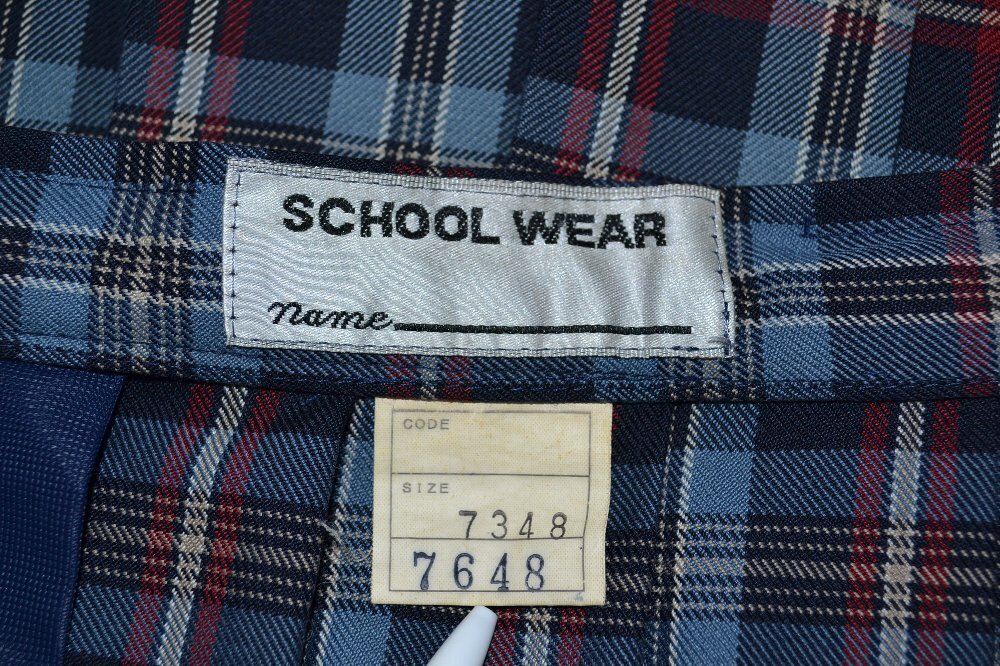 SCHOOL WEAR
name
CODE
SIZE
7348
7648